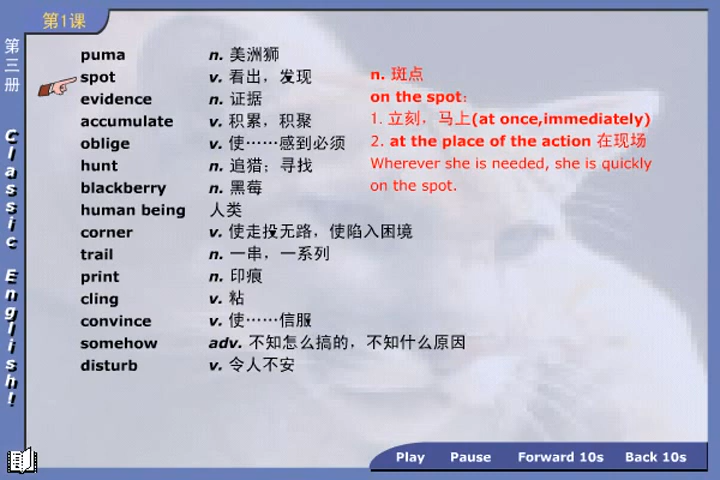 第1课
第三册
Classic English!
puma n. 美洲狮
spot v. 看出，发现
evidence n. 证据
accumulate v. 积累，积聚
oblige v. 使……感到必须
hunt n. 追猎；寻找
blackberry n. 黑莓
human being 人类
corner v. 使走投无路，使陷入困境
trail n. 一串，一系列
print n. 印痕
cling v. 粘
convince v. 使……信服
somehow adv. 不知怎么搞的，不知什么原因
disturb v. 令人不安
n. 斑点
on the spot:
1. 立刻，马上(at once,immediately)
2. at the place of the action 在现场
Wherever she is needed, she is quickly
on the spot.
Play Pause Forward 10s Back 10s